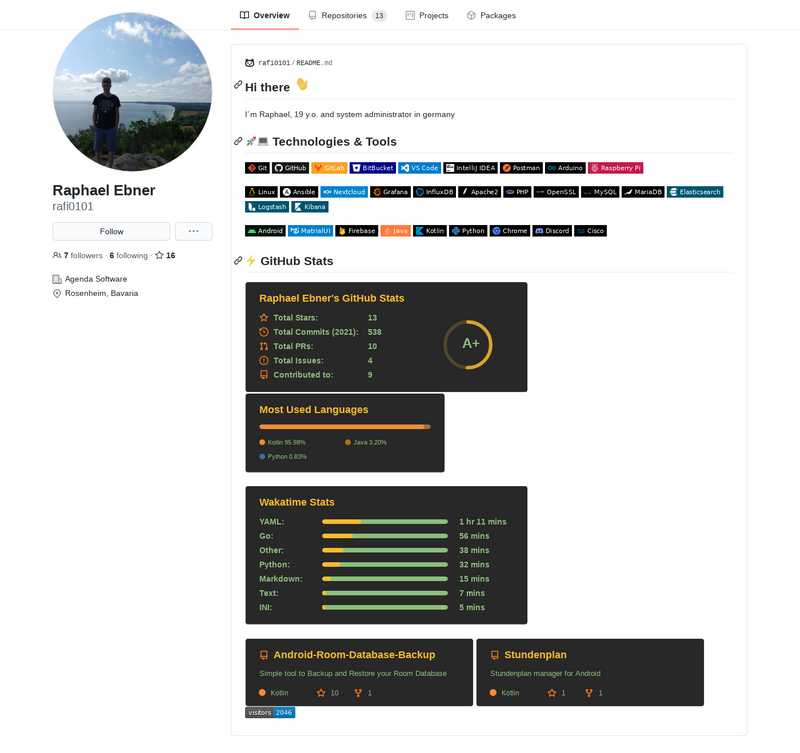 Overview
Repositories 13
Projects
Packages
rafi0101/README.md
Hi there
I´m Raphael, 19 y.o. and system administrator in germany
Technologies & Tools
Git GitHub GitLab BitBucket VS Code IntellIJ IDEA Postman Arduino Raspberry Pi
Linux Ansible Nextcloud Grafana InfluxDB Apache2 PHP OpenSSL MySQL MariaDB Elasticsearch
Logstash Kibana
Android MatrialUI Firebase Java Kotlin Python Chrome Discord Cisco
Raphael Ebner
rafi0101
Follow
...
7 followers · 6 following · 16
Agenda Software
Rosenheim, Bavaria
GitHub Stats
Raphael Ebner's GitHub Stats
Total Stars: 13
Total Commits (2021): 538
Total PRs: 10
Total Issues: 4
Contributed to: 9
A+
Most Used Languages
Kotlin 95.98% Java 3.20%
Python 0.83%
Wakatime Stats
YAML: 1 hr 11 mins
Go: 56 mins
Other: 38 mins
Python: 32 mins
Markdown: 15 mins
Text: 7 mins
INI: 5 mins
Android-Room-Database-Backup
Simple tool to Backup and Restore your Room Database
Kotlin 10 1
Stundenplan
Stundenplan manager for Android
Kotlin 1 1
visitors 2046